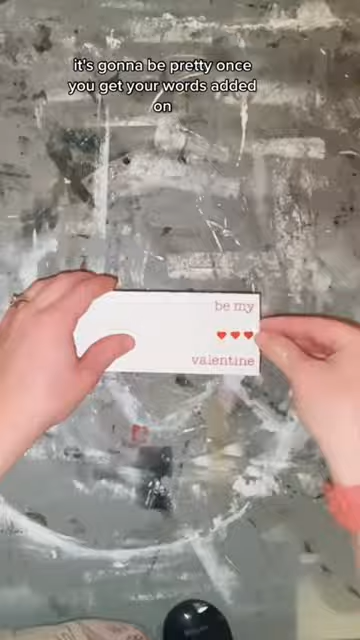 it's gonna be pretty once
you get your words added
on
be my
valentine